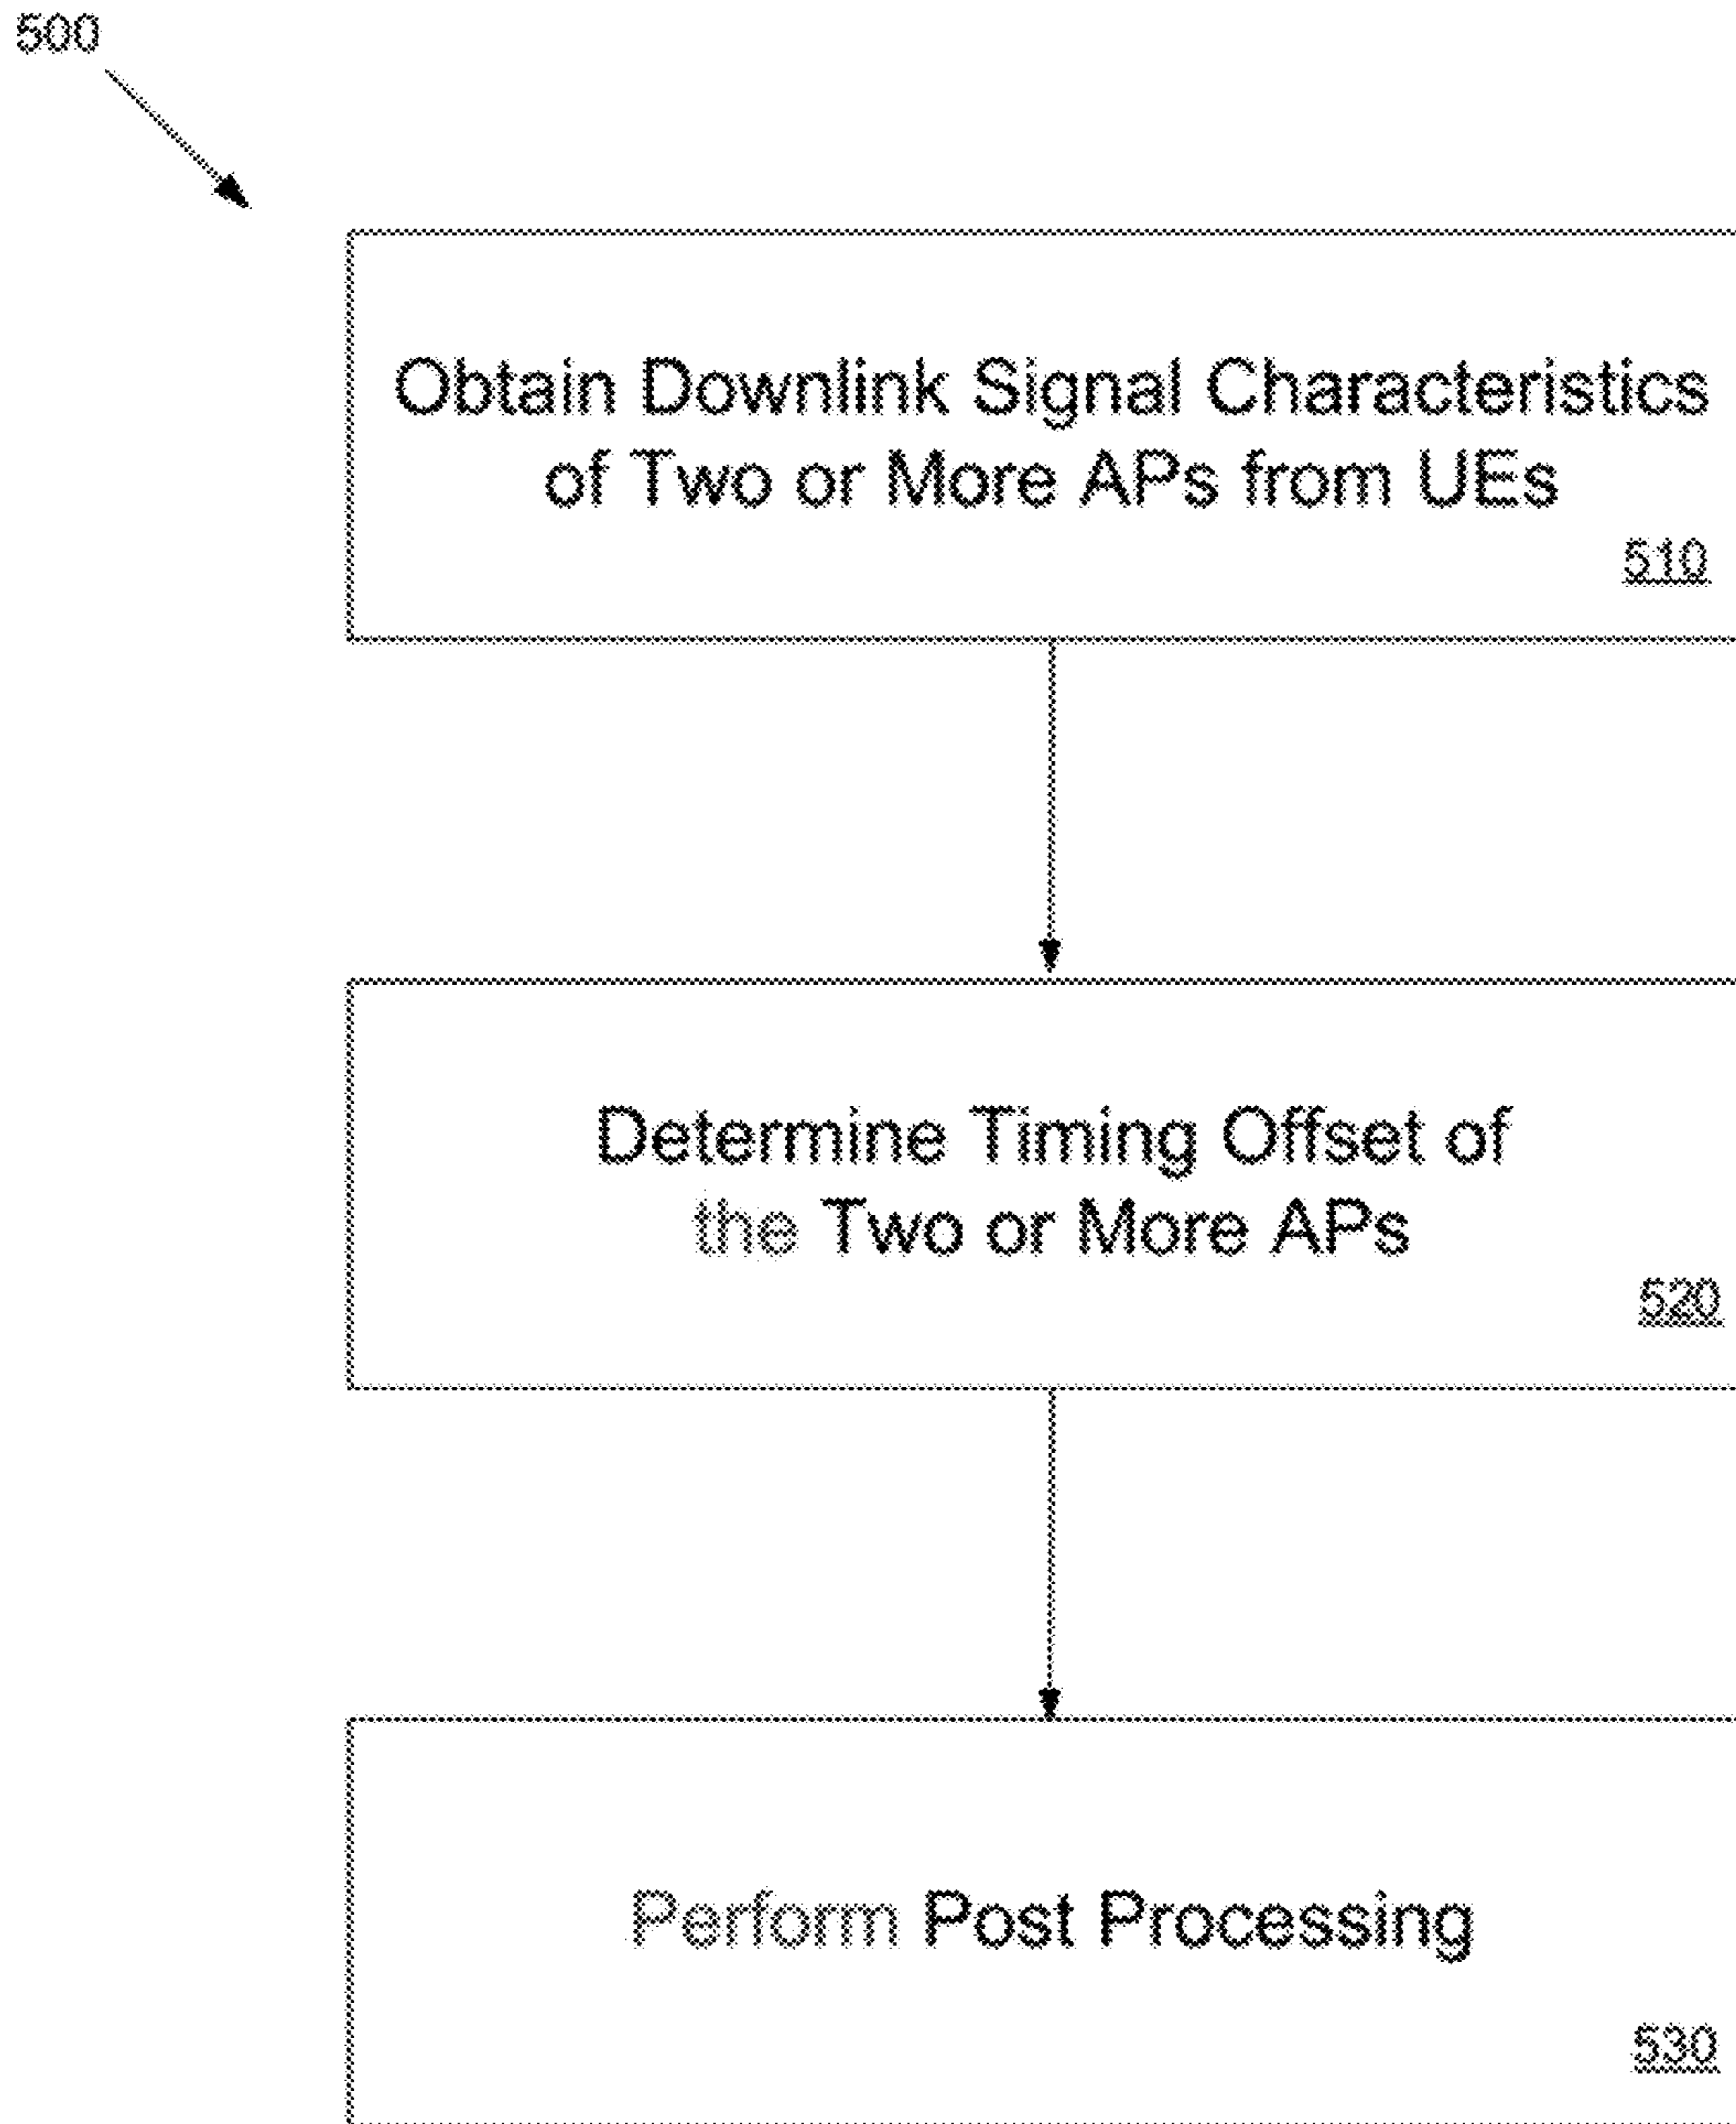 500
Obtain Downlink Signal Characteristics
of Two or More APs from UEs
510
Determine Timing Offset of
the Two or More APs
520
Perform Post Processing
530